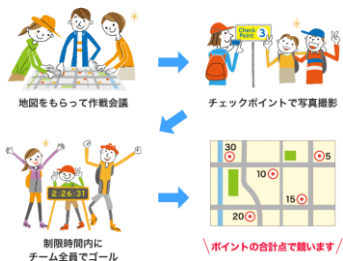 地図をもらって作戦会議
Check
Point 3
チェックポイントで写真撮影
2:26:31
制限時間内に
チーム全員でゴール
30
5
10
15
20
\ポイントの合計点で競います/